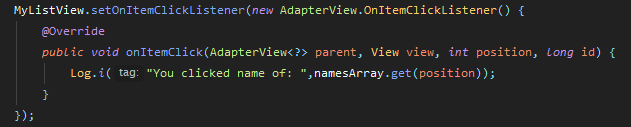 MyListView.setOnItemClickListener(new AdapterView.OnItemClickListener() {
@Override
public void onItemClick(AdapterView<?> parent, View view, int position, long id) {
Log.i( tag: "You clicked name of: ",namesArray.get(position));
}
});